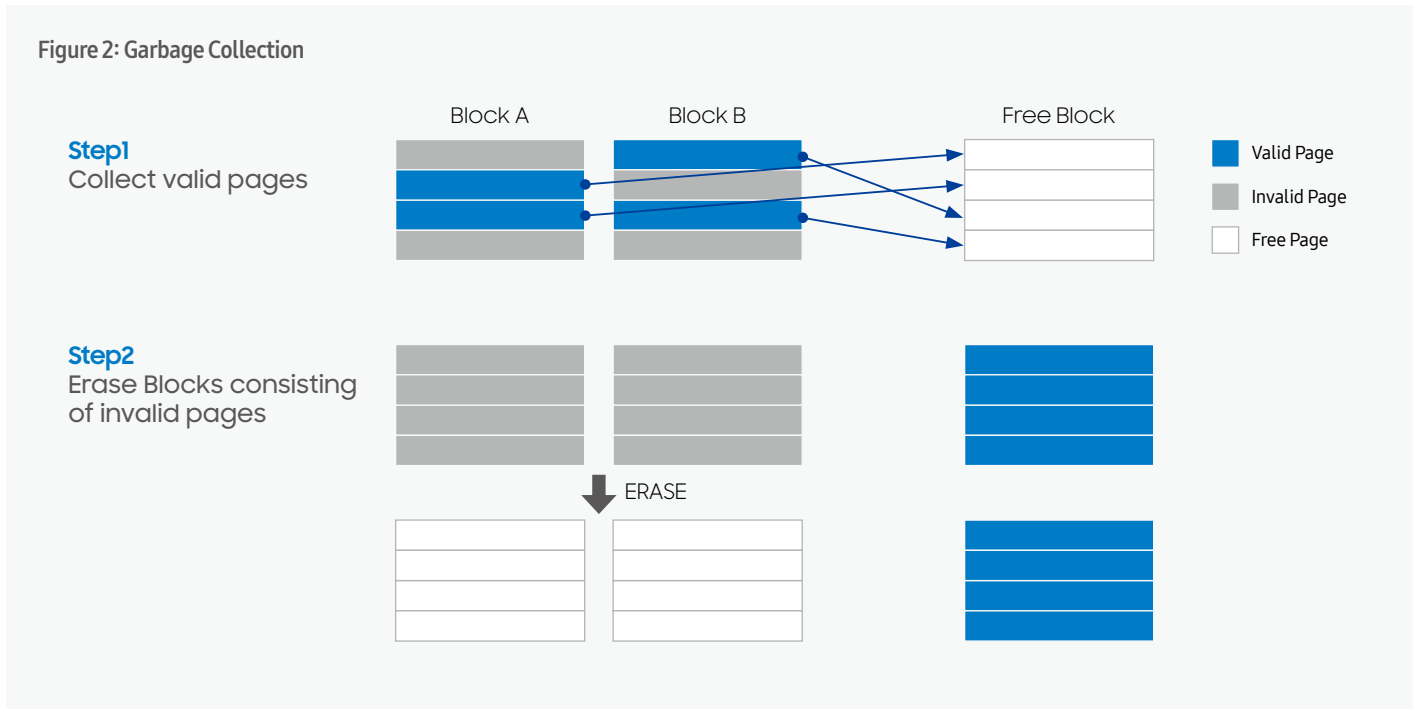 Figure 2: Garbage Collection
Block A
Block B
Free Block
Step1
Collect valid pages
Valid Page
Invalid Page
Free Page
Step2
Erase Blocks consisting
of invalid pages
ERASE